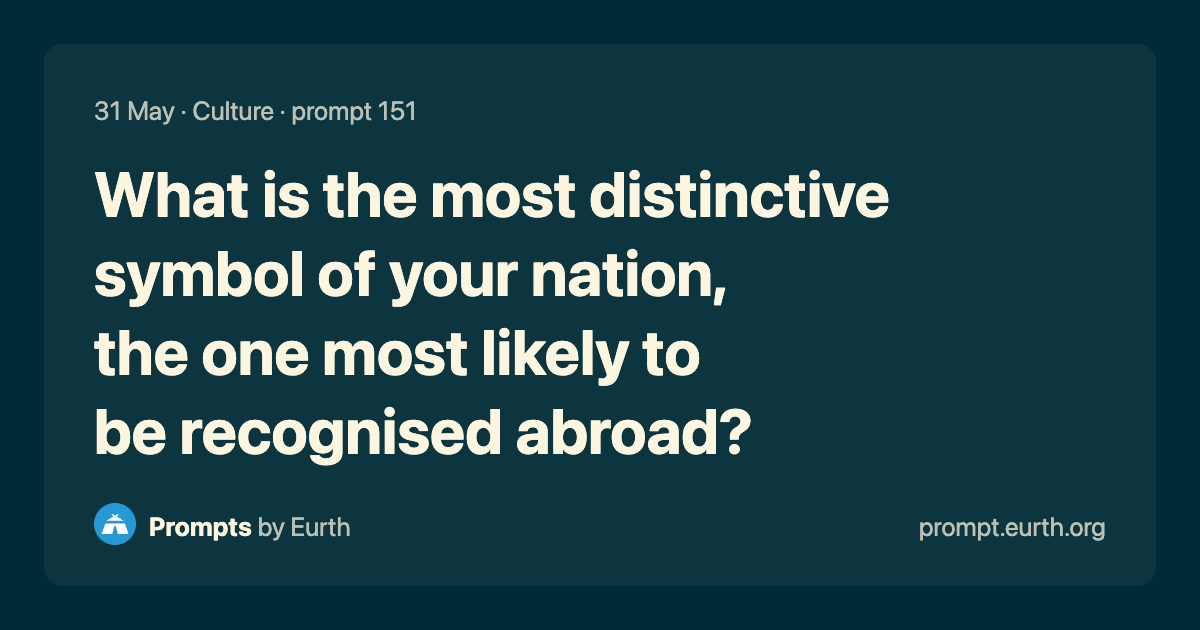 31 May · Culture · prompt 151
What is the most distinctive
symbol of your nation,
the one most likely to
be recognised abroad?
Prompts by Eurth
prompt.eurth.org